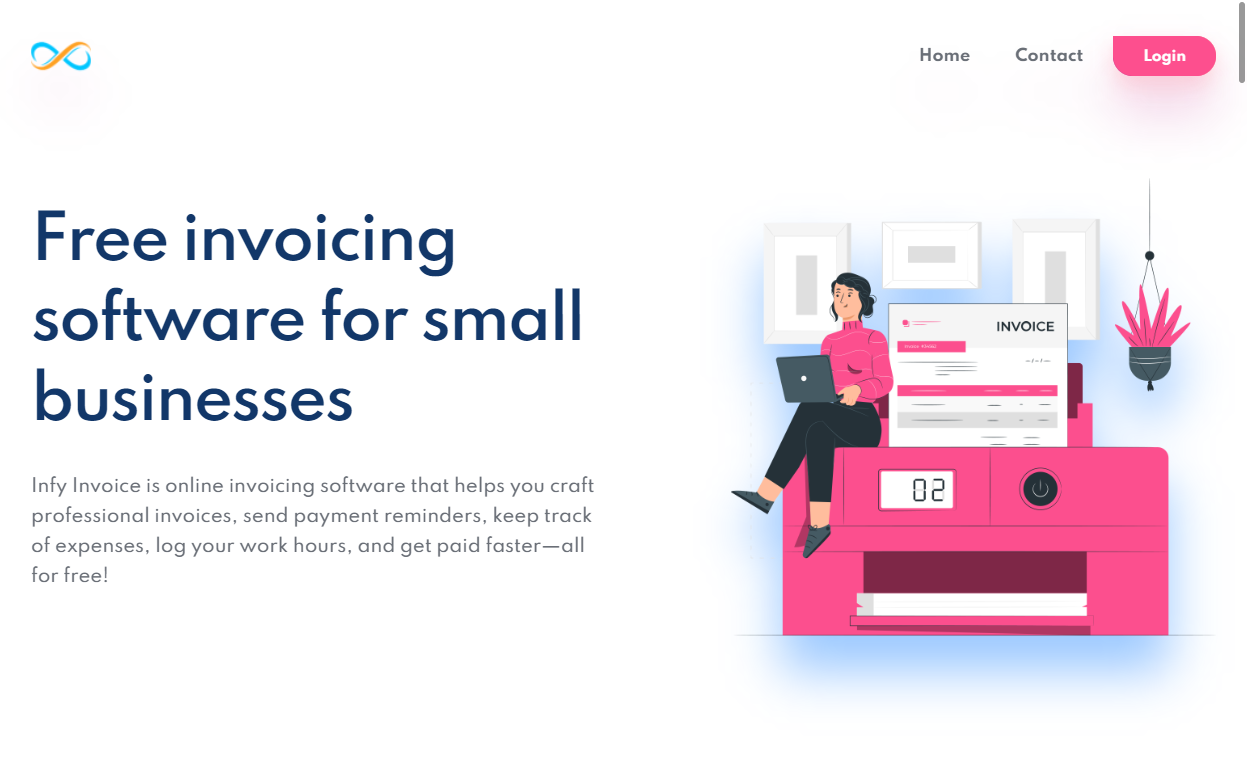 Home Contact Login
Free invoicing
software for small
businesses
Infy Invoice is online invoicing software that helps you craft
professional invoices, send payment reminders, keep track
of expenses, log your work hours, and get paid faster—all
for free!
INVOICE
02